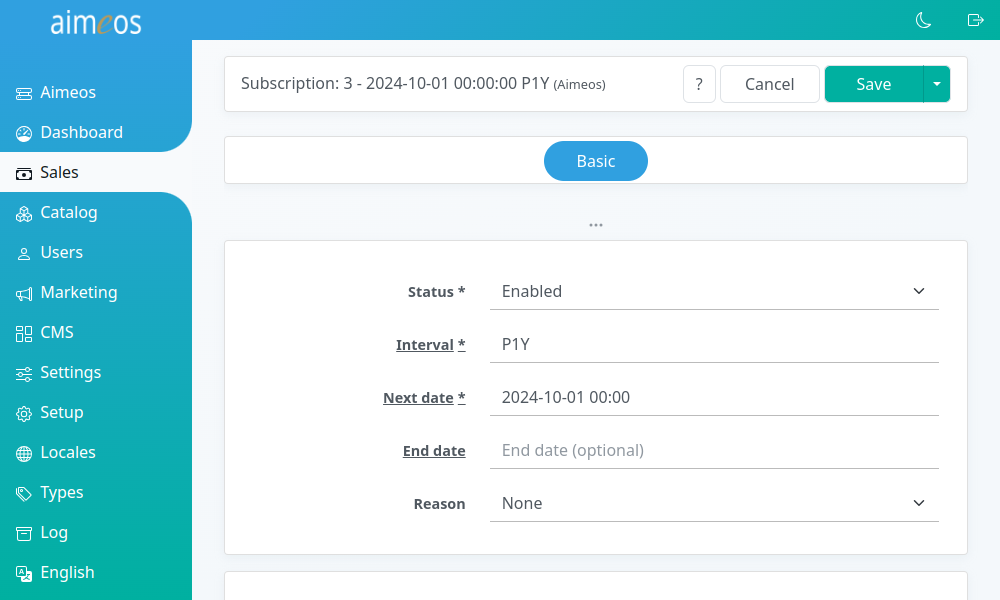 aimeos
Aimeos
Dashboard
Sales
Catalog
Users
Marketing
CMS
Settings
Setup
Locales
Types
Log
English
Subscription: 3 - 2024-10-01 00:00:00 P1Y (Aimeos)
?
Cancel
Save
Basic
...
Status * Enabled
Interval * P1Y
Next date * 2024-10-01 00:00
End date End date (optional)
Reason None